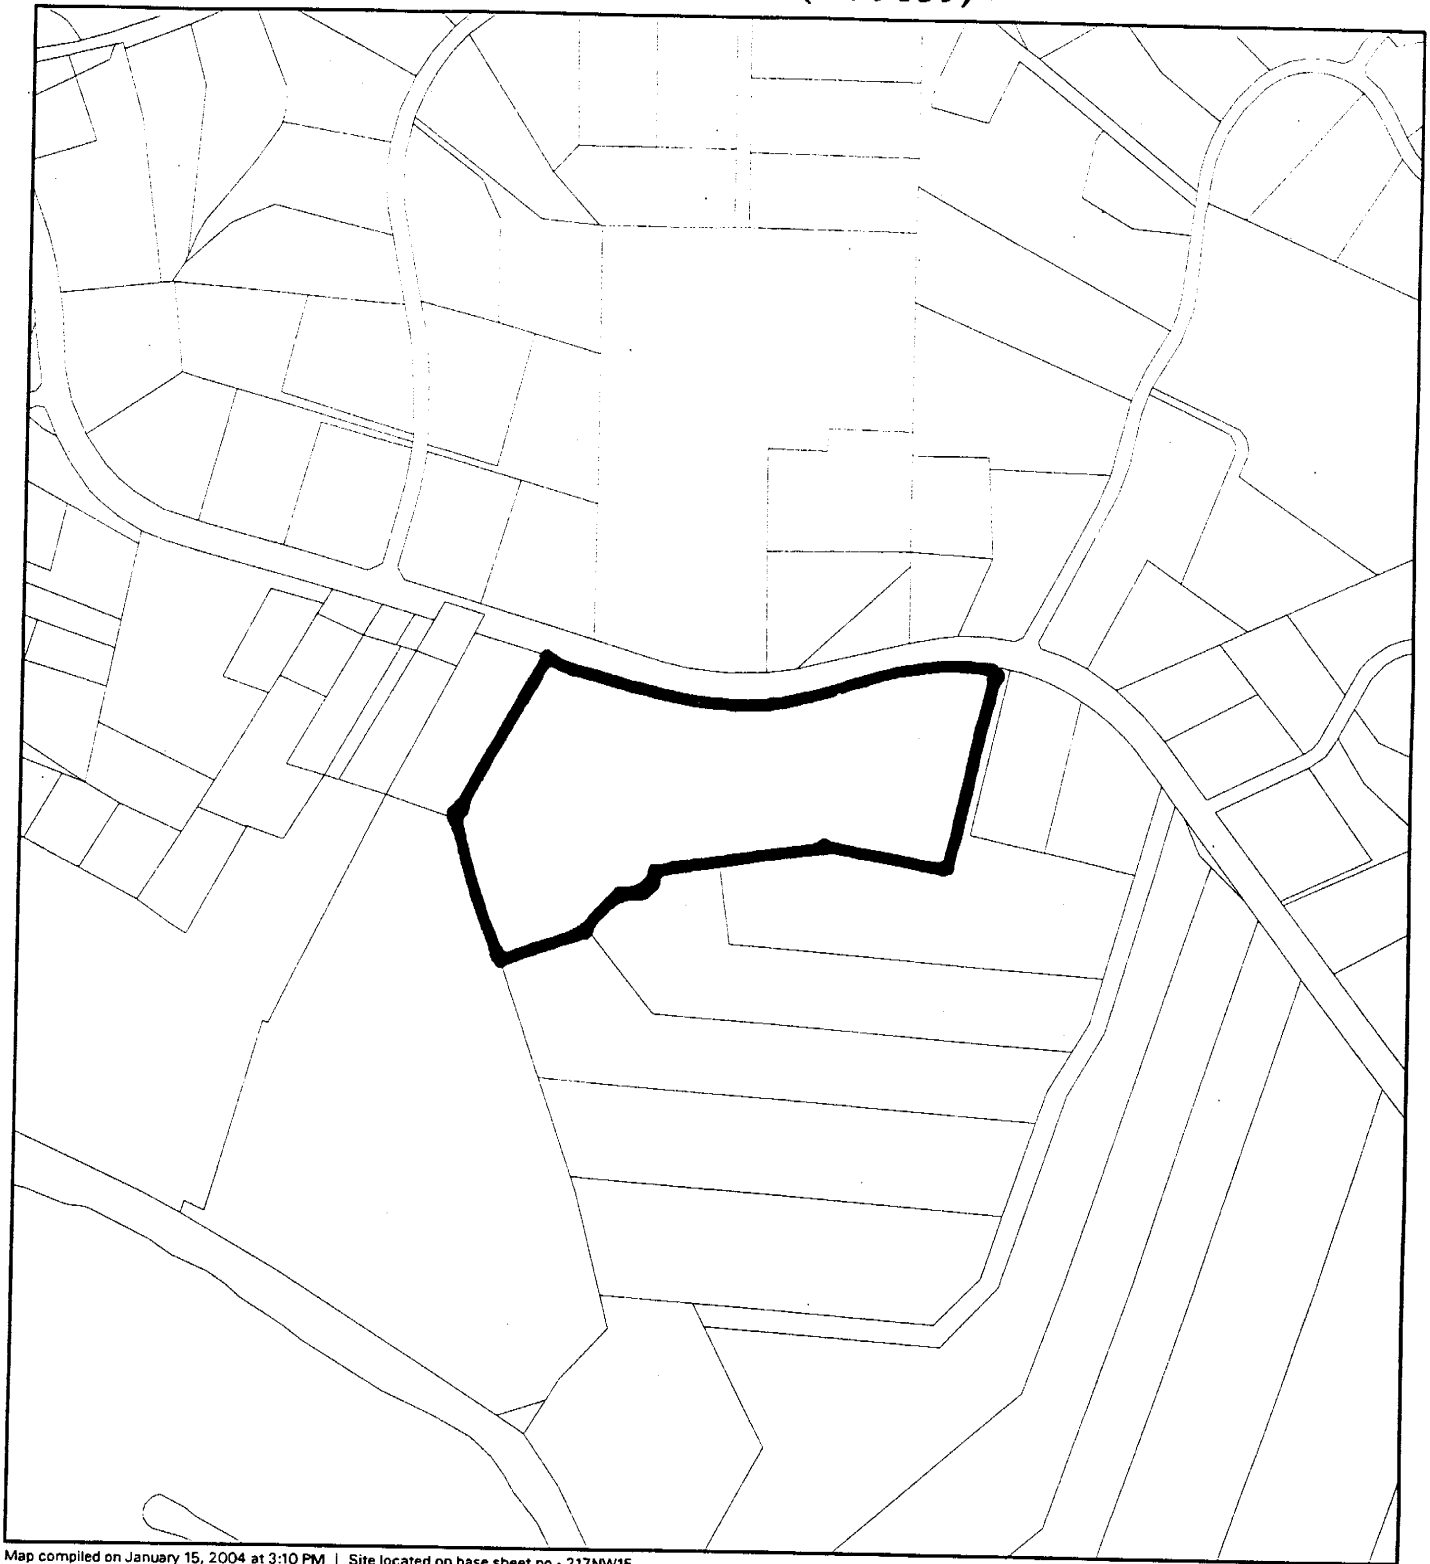 Map compiled on January 15, 2004 at 3:10 PM | Site located on base sheet no - 217NW15